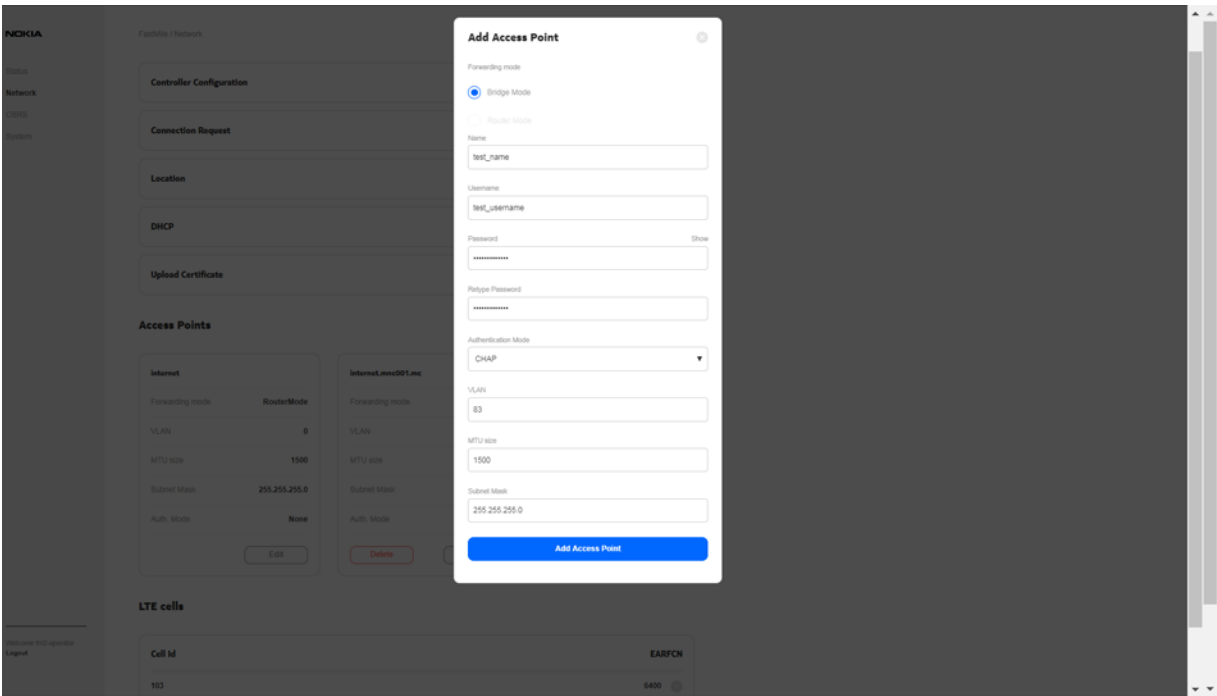 NOKIA
FastMile / Network
Status
Network
CBRS
System
Controller Configuration
Connection Request
Location
DHCP
Upload Certificate
Access Points
internet
Forwarding mode RouterMode
VLAN 0
MTU size 1500
Subnet Mask 255.255.255.0
Auth. Mode None
Edit
internet.mnc001.mc
Forwarding mode
VLAN
MTU size
Subnet Mask
Auth. Mode
Delete
LTE cells
Cell Id EARFCN
103 6400
Logout
Add Access Point
Forwarding mode
Bridge Mode
Router Mode
Name
test_name
Username
test_username
Password Show
•••••••••••••
Retype Password
•••••••••••••
Authentication Mode
CHAP
VLAN
83
MTU size
1500
Subnet Mask
255.255.255.0
Add Access Point